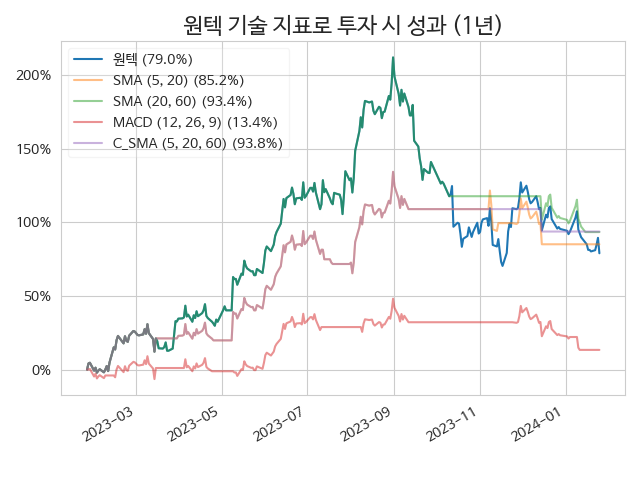 원텍 기술 지표로 투자 시 성과 (1년)
원텍 (79.0%)
SMA (5, 20) (85.2%)
SMA (20, 60) (93.4%)
MACD (12, 26, 9) (13.4%)
C_SMA (5, 20, 60) (93.8%)
200%
150%
100%
50%
0%
2023-03
2023-05
2023-07
2023-09
2023-11
2024-01